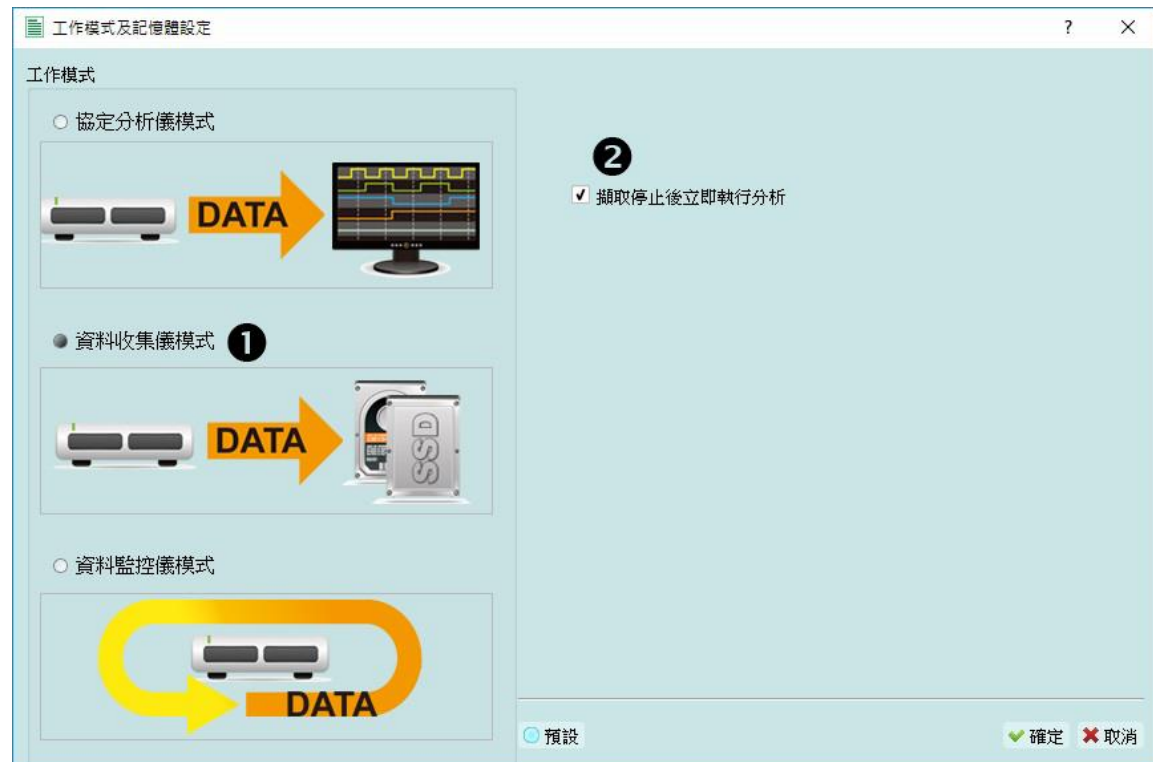 工作模式及記憶體設定
?
工作模式
協定分析儀模式
DATA
資料收集儀模式 ❶
DATA
SSD
資料監控儀模式
DATA
❷
擷取停止後立即執行分析
預設
確定
取消